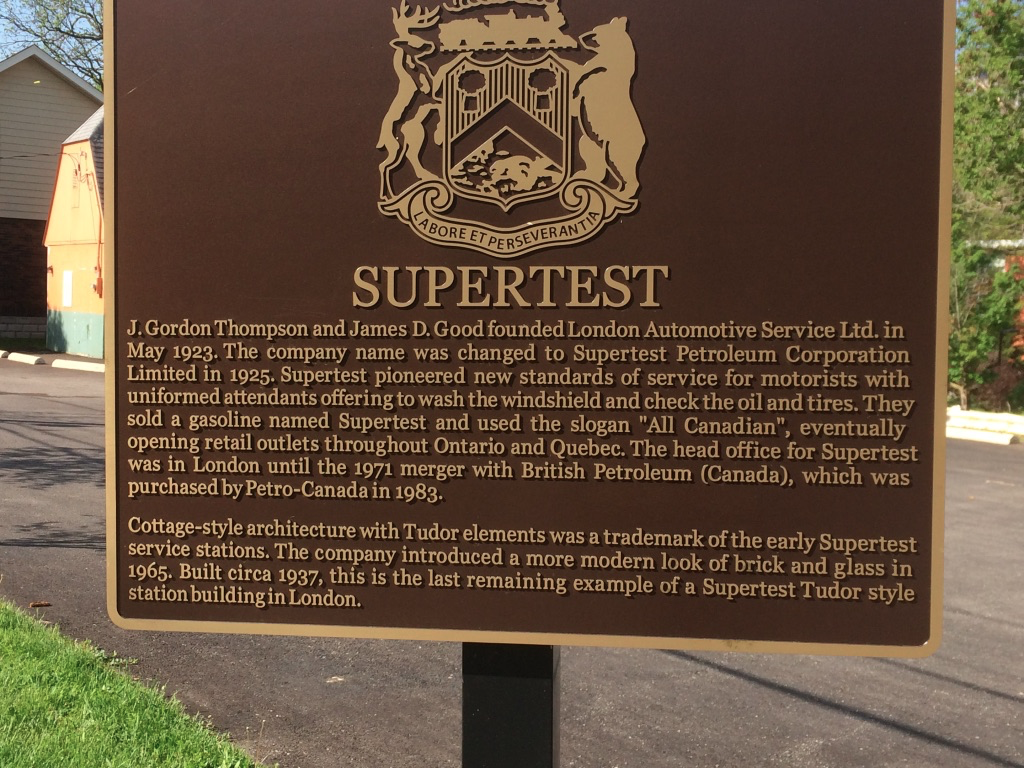 LABORE ET PERSEVERANTIA
SUPERTEST
J. Gordon Thompson and James D. Good founded London Automotive Service Ltd. in
May 1923. The company name was changed to Supertest Petroleum Corporation
Limited in 1925. Supertest pioneered new standards of service for motorists with
uniformed attendants offering to wash the windshield and check the oil and tires. They
sold a gasoline named Supertest and used the slogan "All Canadian", eventually
opening retail outlets throughout Ontario and Quebec. The head office for Supertest
was in London until the 1971 merger with British Petroleum (Canada), which was
purchased by Petro-Canada in 1983.
Cottage-style architecture with Tudor elements was a trademark of the early Supertest
service stations. The company introduced a more modern look of brick and glass in
1965. Built circa 1937, this is the last remaining example of a Supertest Tudor style
station building in London.